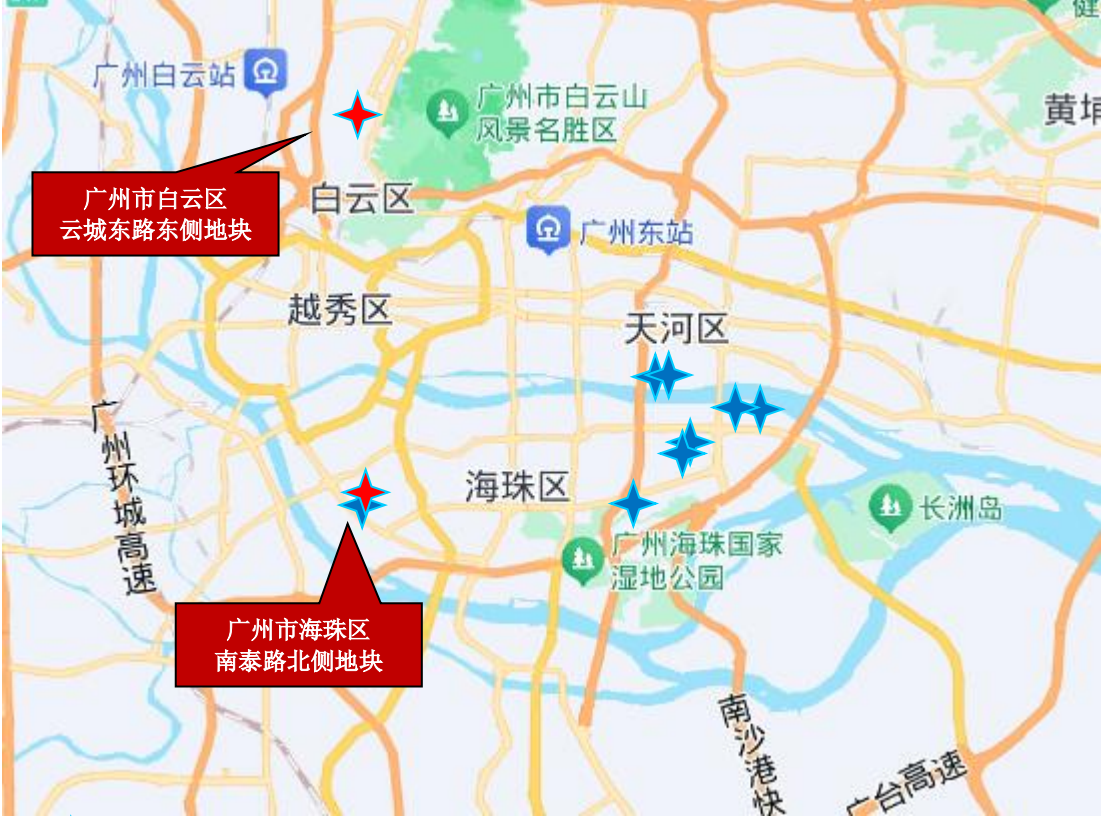 广州白云站
广州市白云山
风景名胜区
黄埔
广州市白云区
云城东路东侧地块
白云区
广州东站
越秀区
天河区
广州环城高速
海珠区
长洲岛
广州海珠国家
湿地公园
广州市海珠区
南泰路北侧地块
南沙港快
广台高速